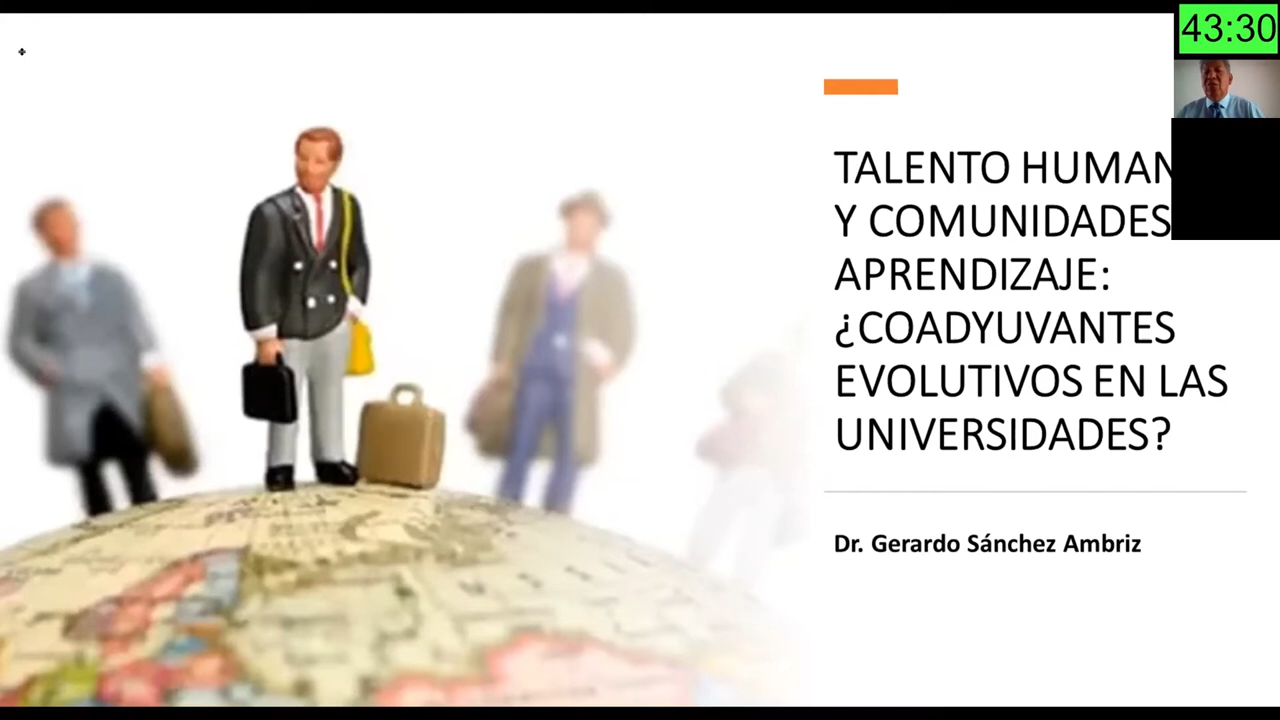 43:30
TALENTO HUMAN
Y COMUNIDADES
APRENDIZAJE:
¿COADYUVANTES
EVOLUTIVOS EN LAS
UNIVERSIDADES?
Dr. Gerardo Sánchez Ambriz